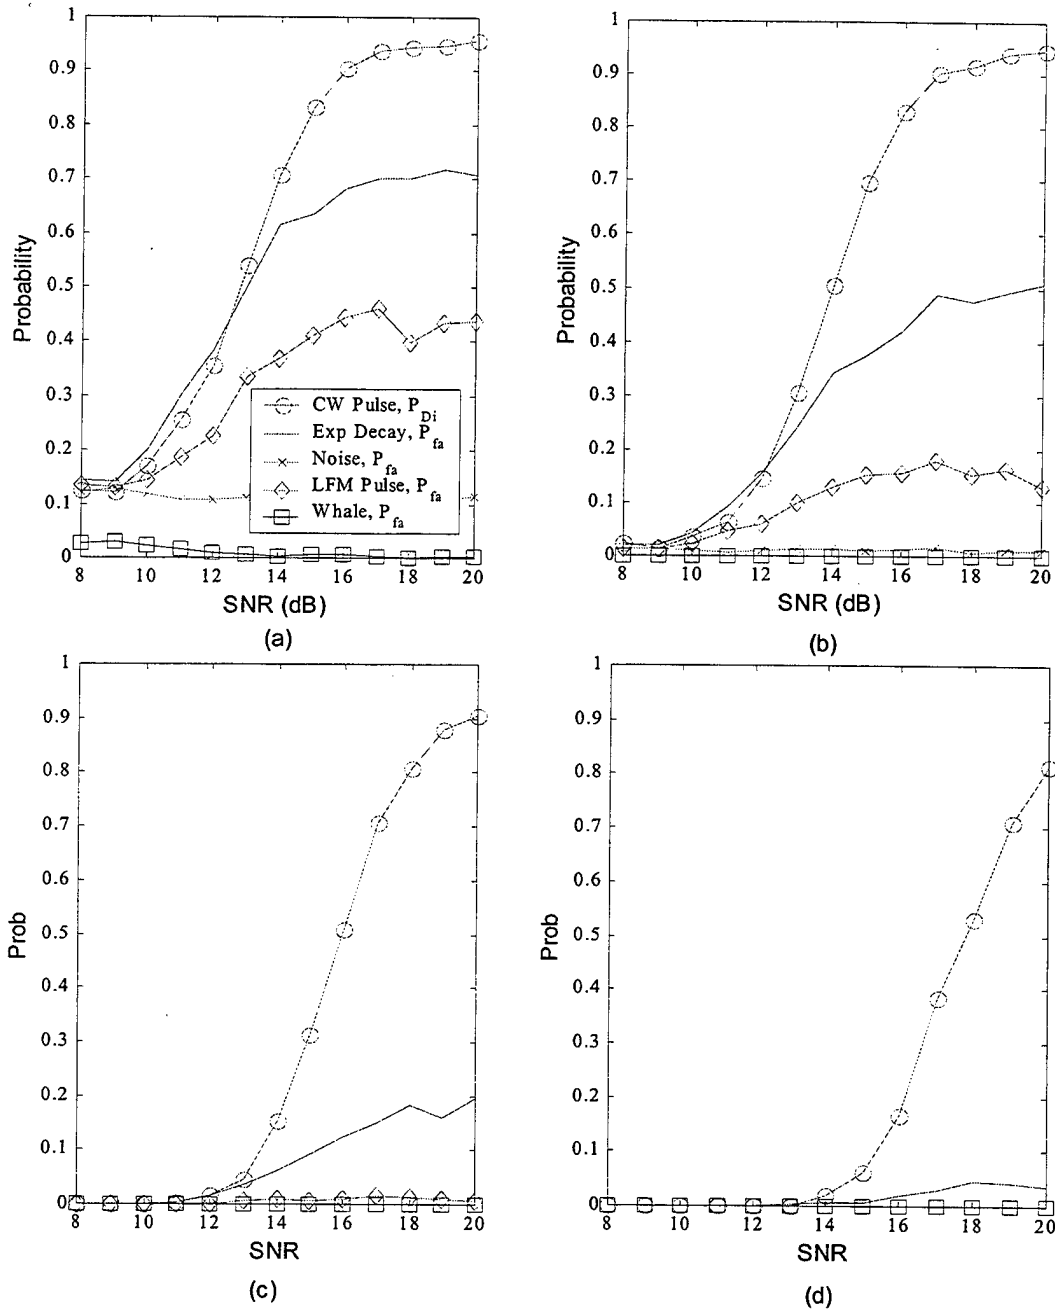 1
0.9
0.8
0.7
0.6
0.5
0.4
0.3
0.2
0.1
0
Probability
CW Pulse, P_Di
Exp Decay, P_fa
Noise, P_fa
LFM Pulse, P_fa
Whale, P_fa
8 10 12 14 16 18 20
SNR (dB)
(a)
1
0.9
0.8
0.7
0.6
0.5
0.4
0.3
0.2
0.1
0
Probability
8 10 12 14 16 18 20
SNR (dB)
(b)
1
0.9
0.8
0.7
0.6
0.5
0.4
0.3
0.2
0.1
0
Prob
8 10 12 14 16 18 20
SNR
(c)
1
0.9
0.8
0.7
0.6
0.5
0.4
0.3
0.2
0.1
0
Prob
8 10 12 14 16 18 20
SNR
(d)